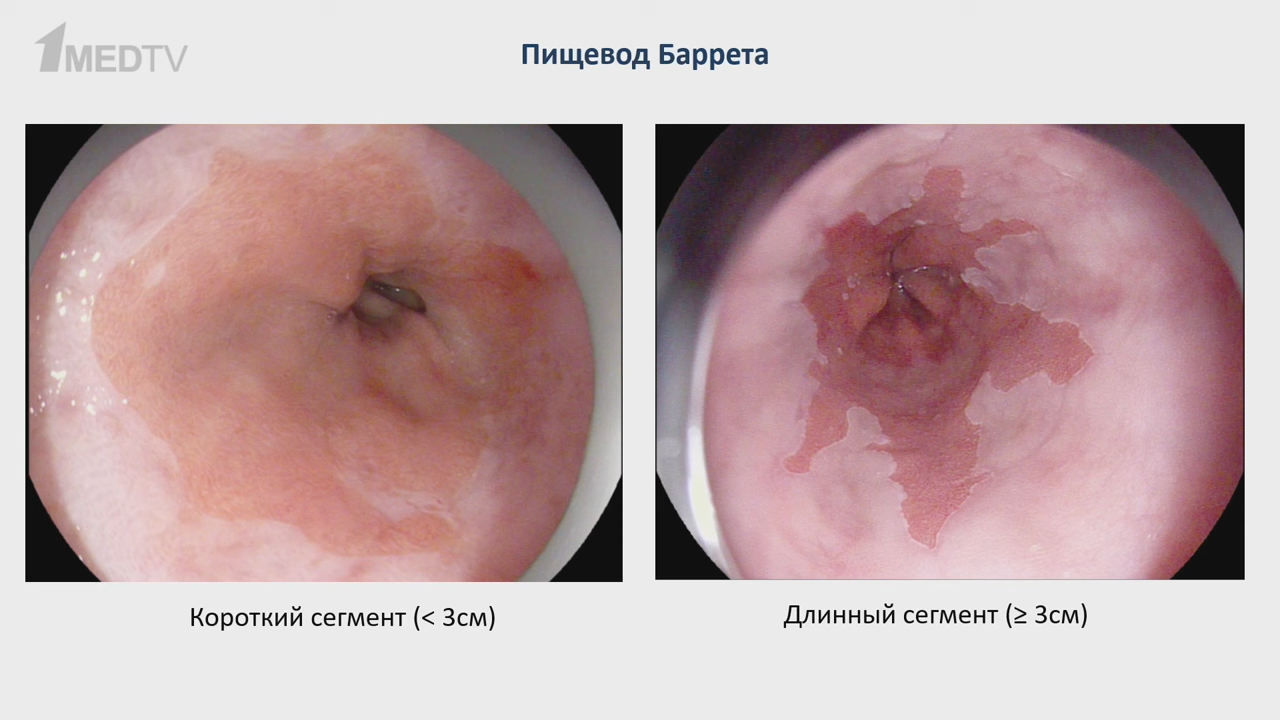 1MEDTV
Пищевод Баррета
Короткий сегмент (< 3см)
Длинный сегмент (≥ 3см)